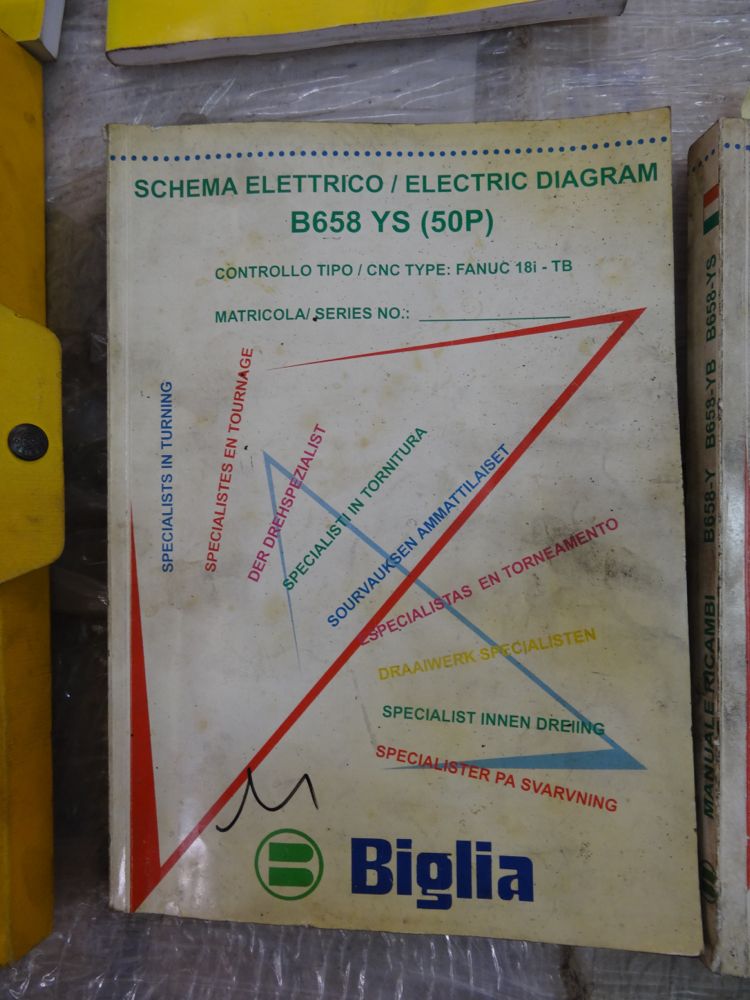 SCHEMA ELETTRICO / ELECTRIC DIAGRAM
B658 YS (50P)
CONTROLLO TIPO / CNC TYPE: FANUC 18i - TB
MATRICOLA/ SERIES NO.:
SPECIALISTS IN TURNING
SPECIALISTES EN TOURNAGE
DER DREHSPEZIALIST
SPECIALISTI IN TORNITURA
SOURVAUKSEN AMMATTILAISET
ESPECIALISTAS EN TORNEAMENTO
DRAAIWERK SPECIALISTEN
SPECIALIST INNEN DREIING
SPECIALISTER PA SVARVNING
Biglia
MANUALE RICAMBI B658-Y B658-YB B658-YS